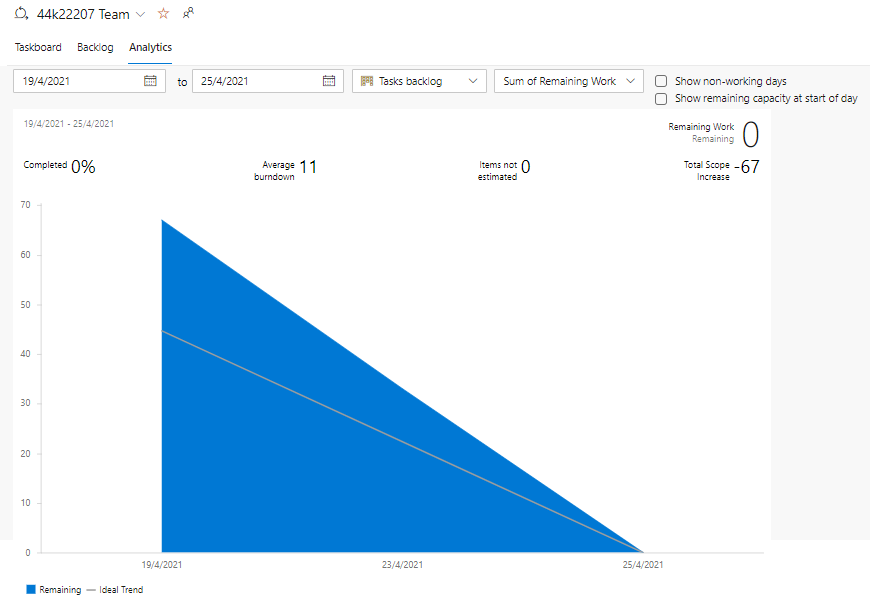 44k22207 Team
Taskboard Backlog Analytics
19/4/2021 to 25/4/2021 Tasks backlog Sum of Remaining Work
Show non-working days
Show remaining capacity at start of day
19/4/2021 - 25/4/2021
Remaining Work 0
Remaining
Completed 0%
Average burndown 11
Items not estimated 0
Total Scope Increase -67
70
60
50
40
30
20
10
0
19/4/2021 23/4/2021 25/4/2021
Remaining Ideal Trend